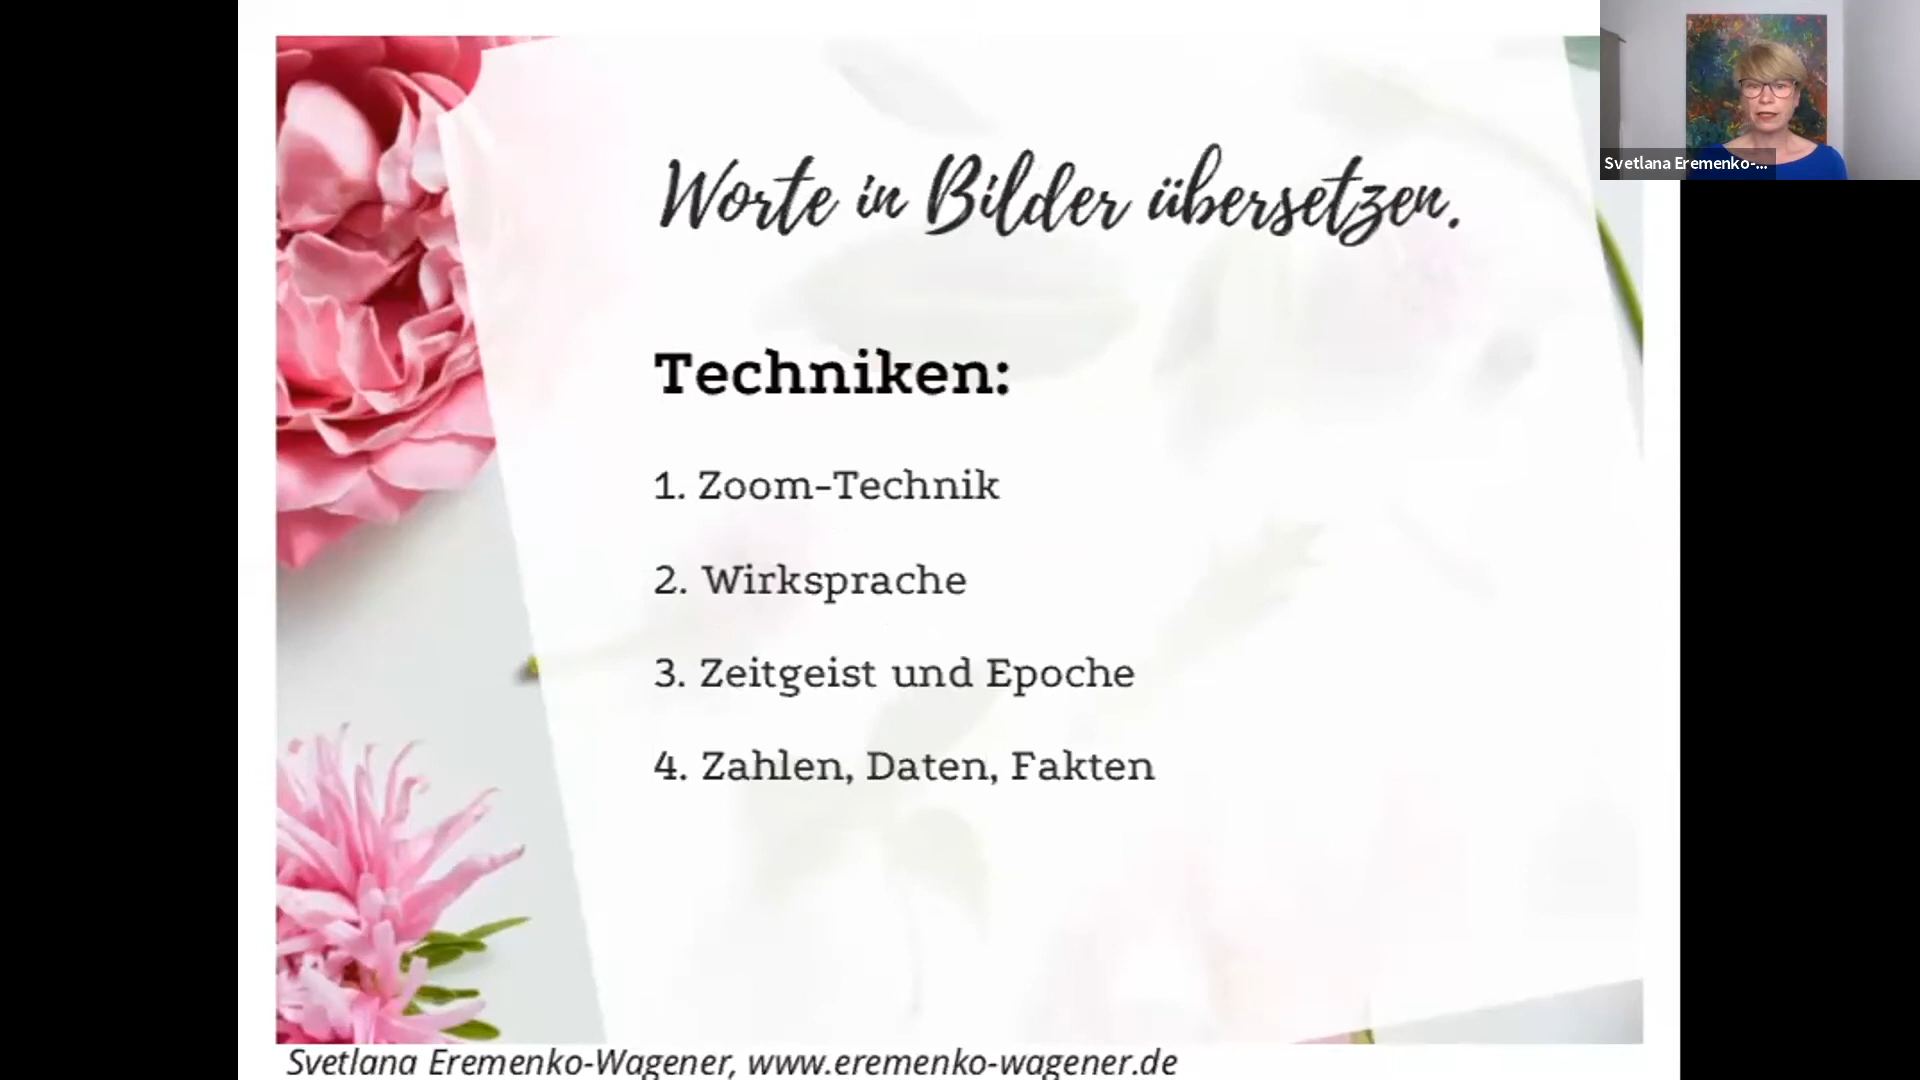 Worte in Bilder übersetzen.
Techniken:
1. Zoom-Technik
2. Wirksprache
3. Zeitgeist und Epoche
4. Zahlen, Daten, Fakten
Svetlana Eremenko-Wagener, www.eremenko-wagener.de
Svetlana Eremenko-...